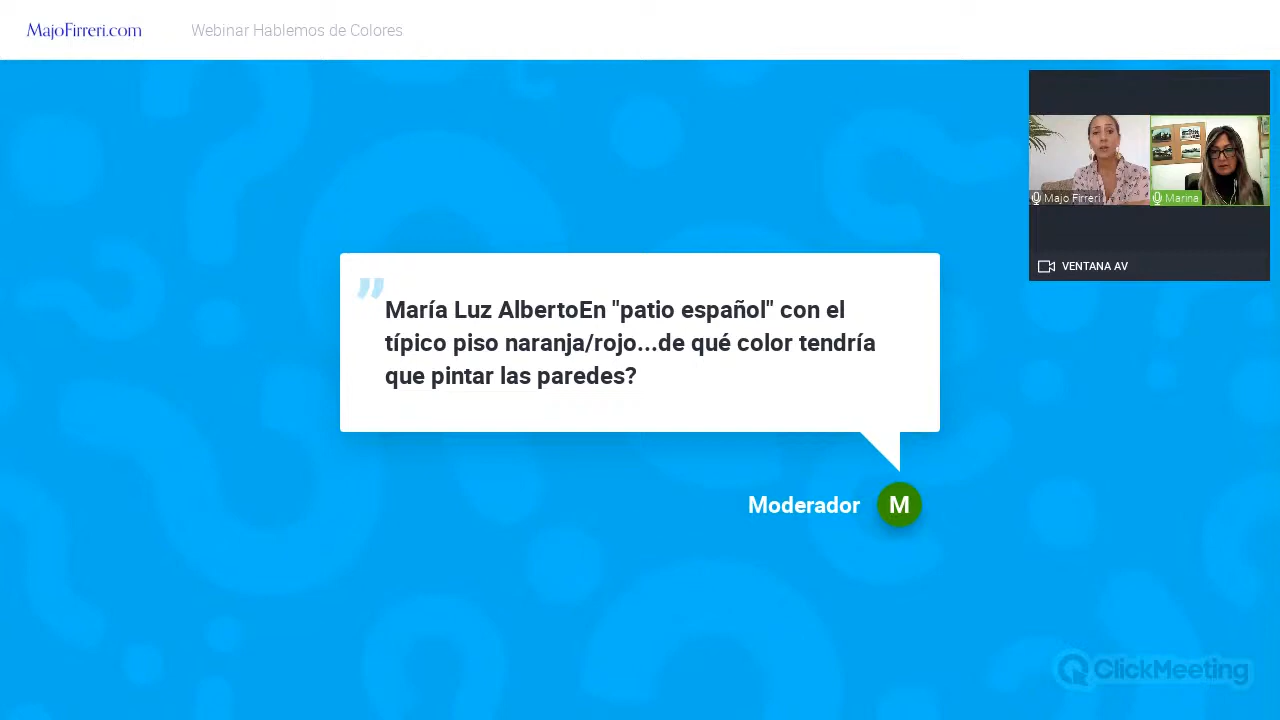 MajoFirreri.com
Webinar Hablemos de Colores
Majo Firreri
Marina
VENTANA AV
"
María Luz AlbertoEn "patio español" con el
típico piso naranja/rojo...de qué color tendría
que pintar las paredes?
Moderador
M
ClickMeeting